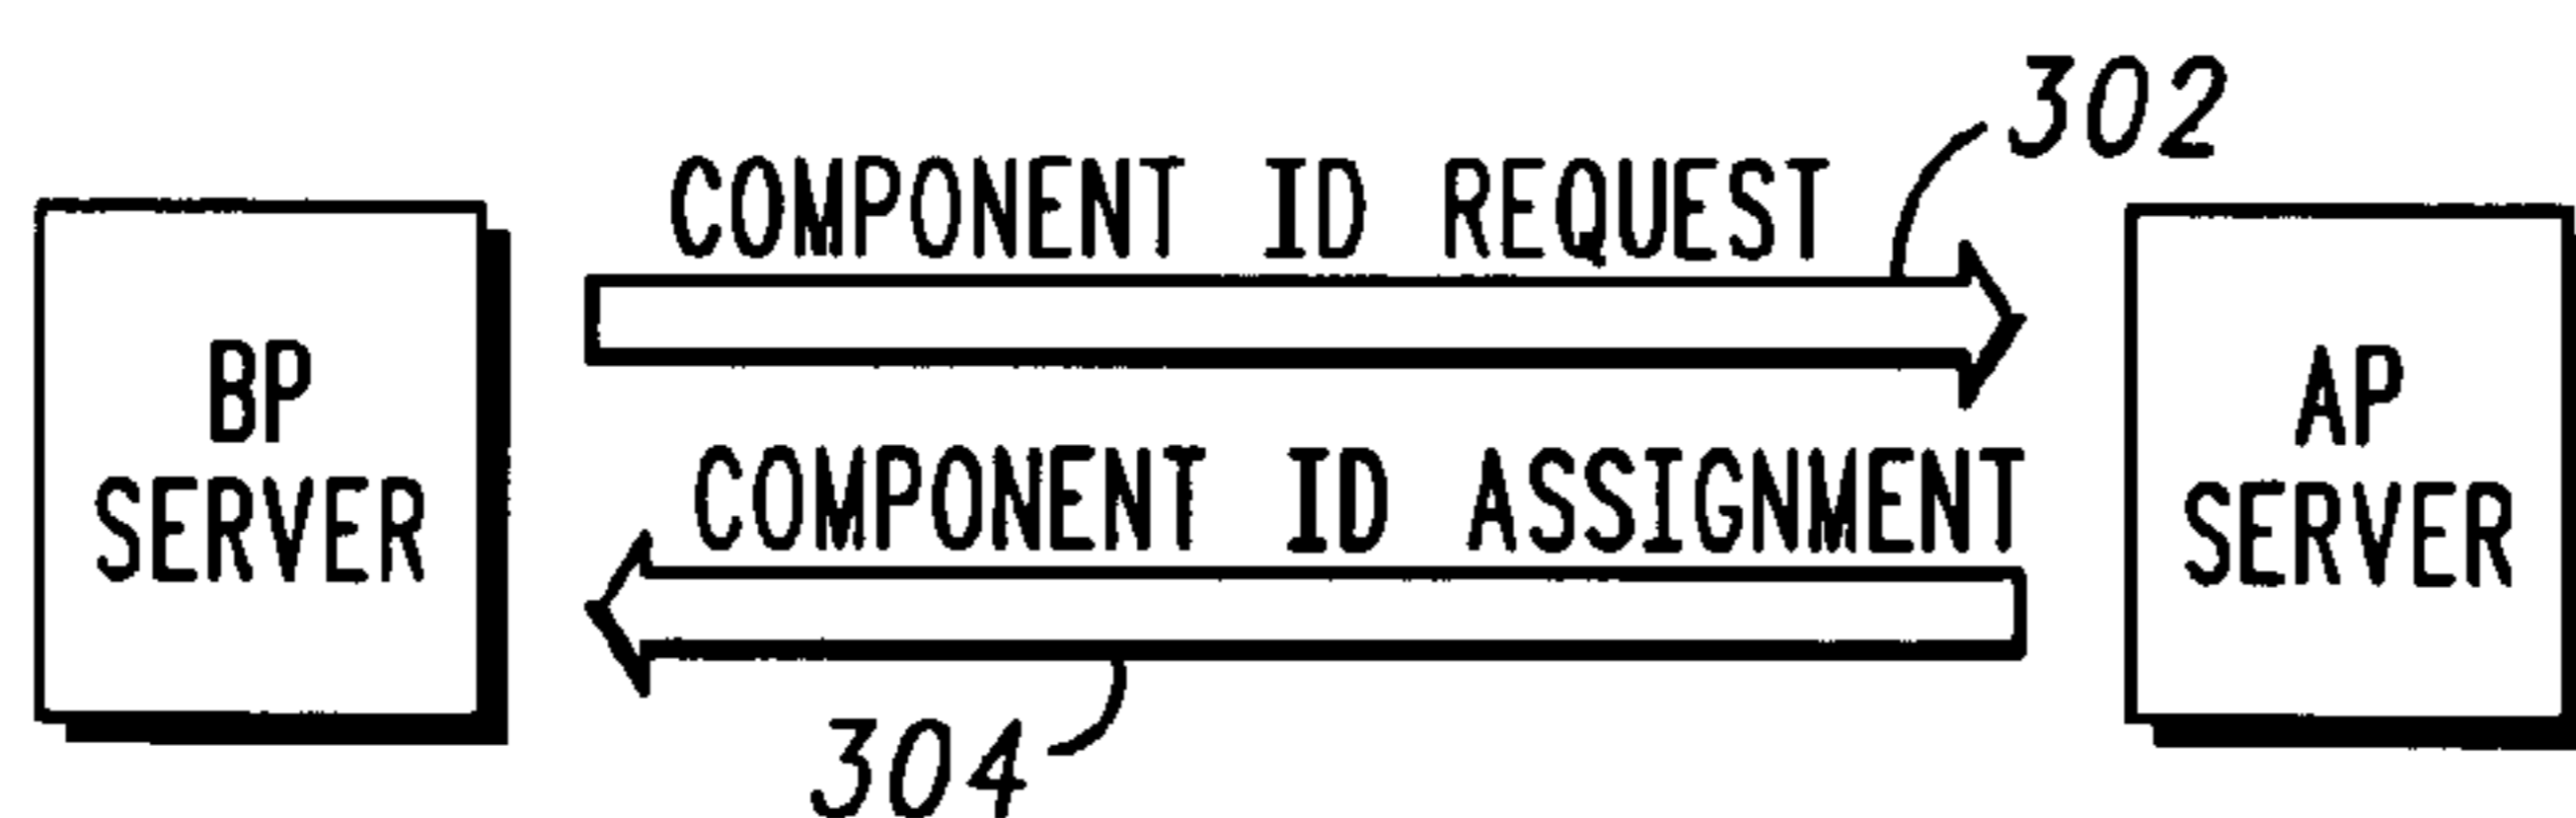 302
COMPONENT ID REQUEST
BP
SERVER
AP
SERVER
COMPONENT ID ASSIGNMENT
304